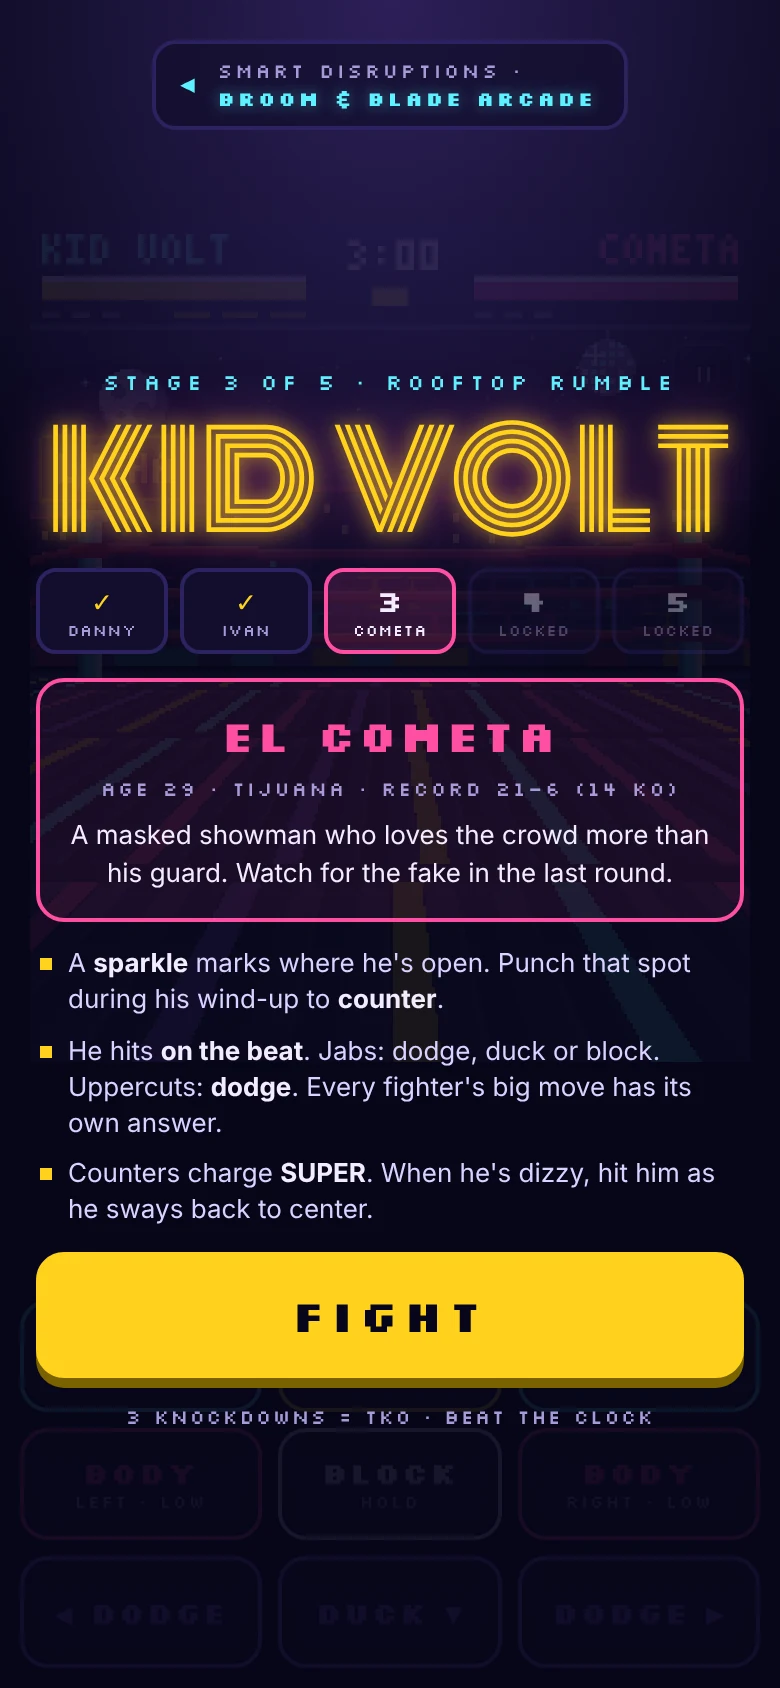 ◀ SMART DISRUPTIONS ·
BROOM & BLADE ARCADE
KID VOLT 3:00 COMETA
STAGE 3 OF 5 · ROOFTOP RUMBLE
KID VOLT
✓ ✓ 3 4 5
DANNY IVAN COMETA LOCKED LOCKED
EL COMETA
AGE 29 · TIJUANA · RECORD 21-6 (14 KO)
A masked showman who loves the crowd more than
his guard. Watch for the fake in the last round.
A sparkle marks where he's open. Punch that spot
during his wind-up to counter.
He hits on the beat. Jabs: dodge, duck or block.
Uppercuts: dodge. Every fighter's big move has its
own answer.
Counters charge SUPER. When he's dizzy, hit him as
he sways back to center.
FIGHT
3 KNOCKDOWNS = TKO · BEAT THE CLOCK
BODY BLOCK BODY
LEFT · LOW HOLD RIGHT · LOW
◀ DODGE DUCK ▼ DODGE ▶